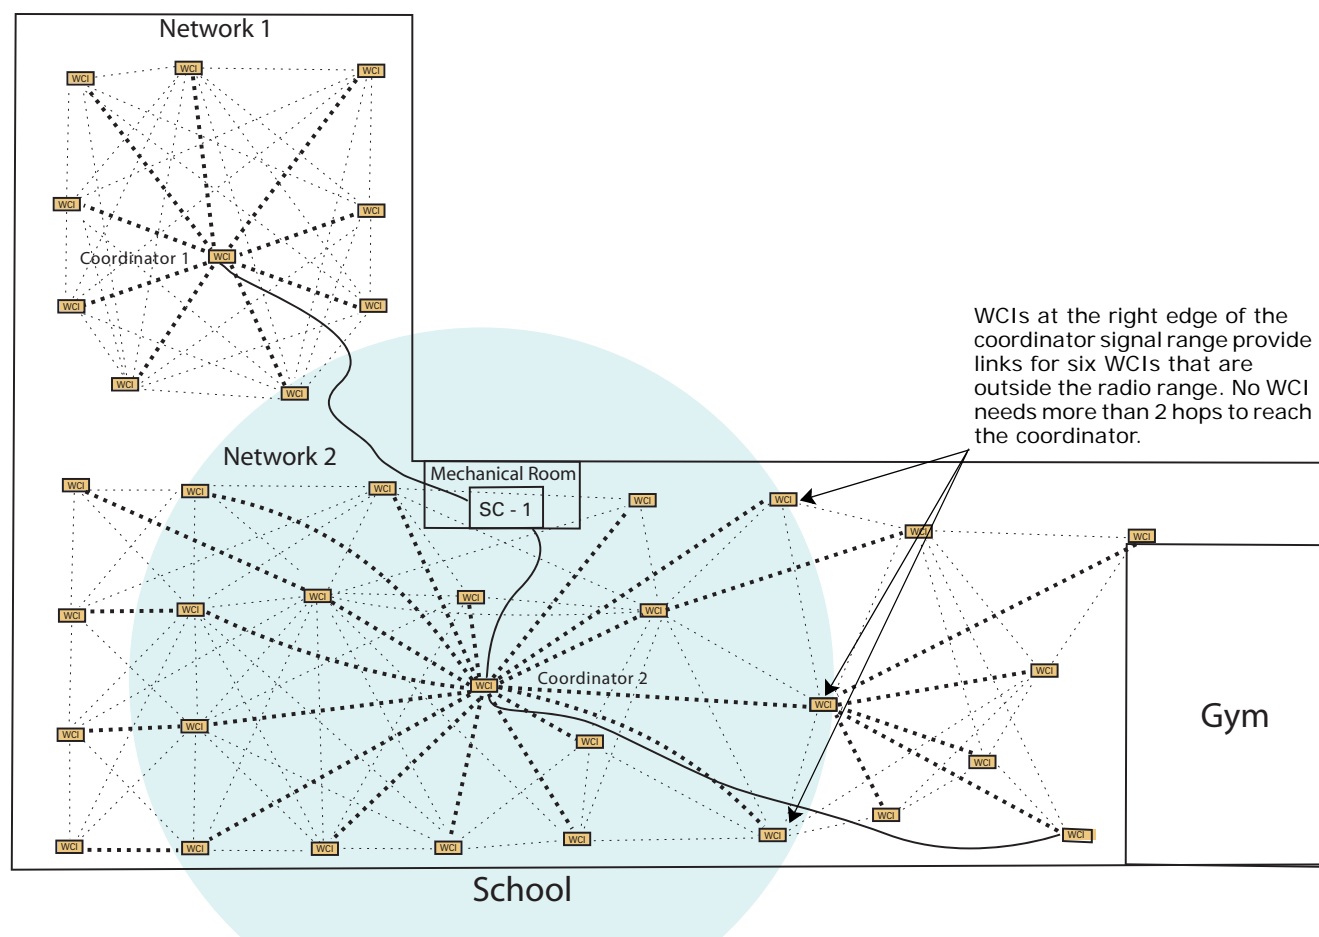 Network 1
WCI
WCI
WCI
WCI
WCI
Coordinator 1
WCI
WCI
WCI
WCI
WCI
WCIs at the right edge of the
coordinator signal range provide
links for six WCIs that are
outside the radio range. No WCI
needs more than 2 hops to reach
the coordinator.
Network 2
Mechanical Room
SC - 1
WCI
WCI
WCI
WCI
WCI
WCI
WCI
WCI
WCI
WCI
WCI
WCI
WCI
Coordinator 2
WCI
WCI
Gym
WCI
WCI
WCI
WCI
WCI
WCI
WCI
WCI
WCI
WCI
WCI
WCI
School